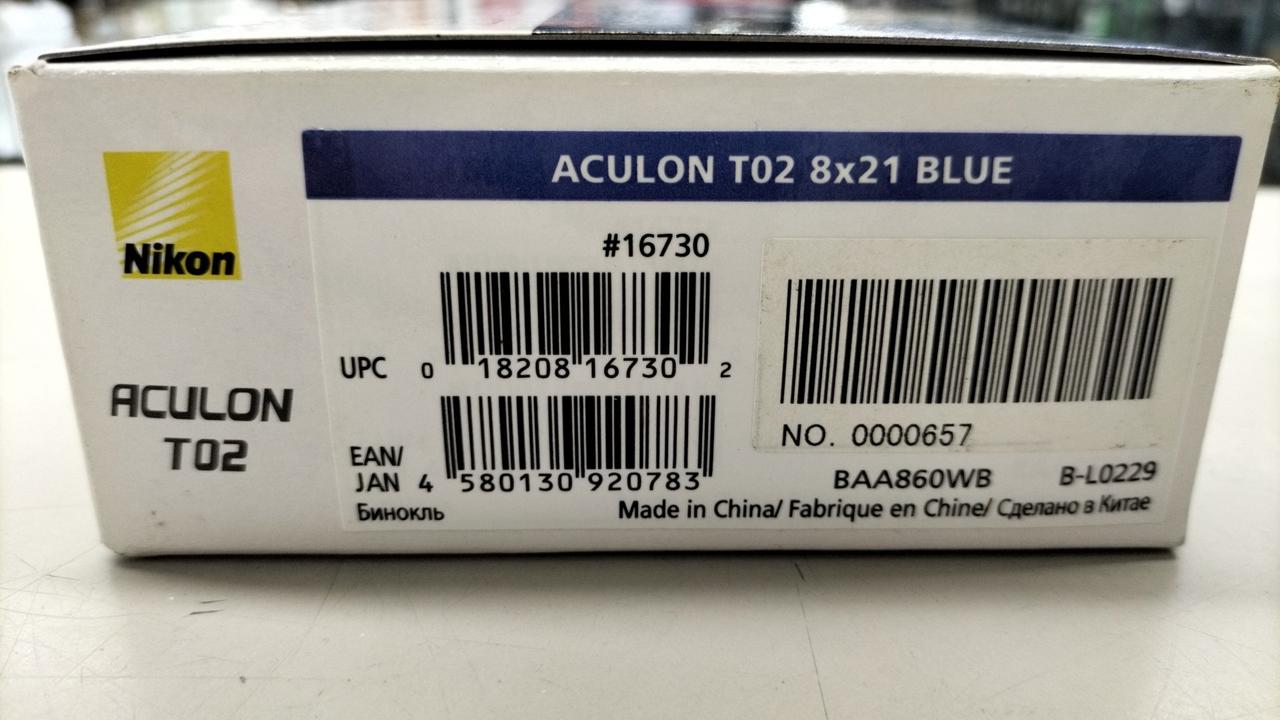 Nikon
ACULON
T02
ACULON T02 8x21 BLUE
#16730
UPC 0 18208 16730 2
EAN/
JAN 4 580130 920783
Бинокль
NO. 0000657
BAA860WB B-L0229
Made in China/ Fabrique en Chine/ Сделано в Китае